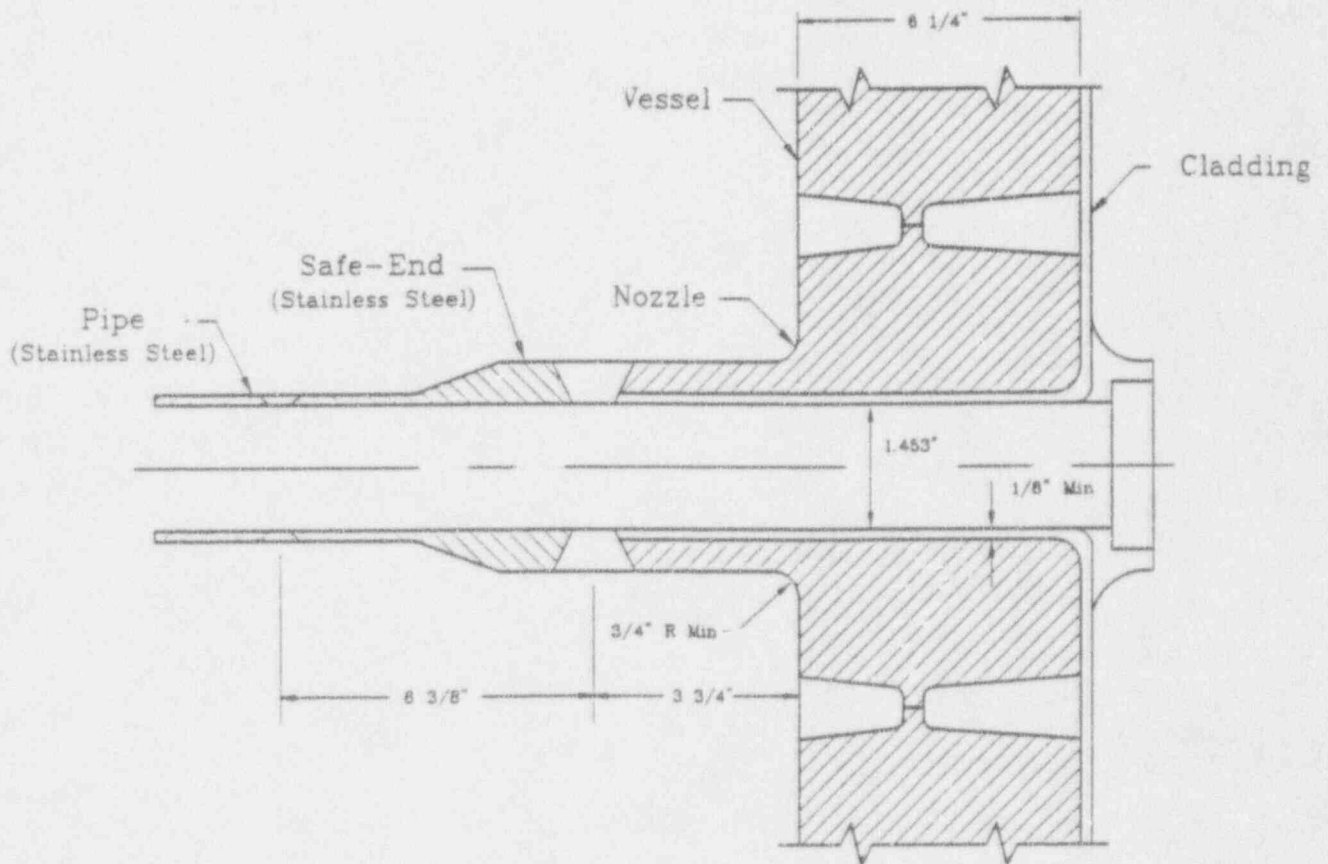 6 1/4"
Vessel
Cladding
Safe-End
(Stainless Steel)
Nozzle
Pipe
(Stainless Steel)
1.453"
1/8" Min
3/4" R Min
6 3/8"
3 3/4"